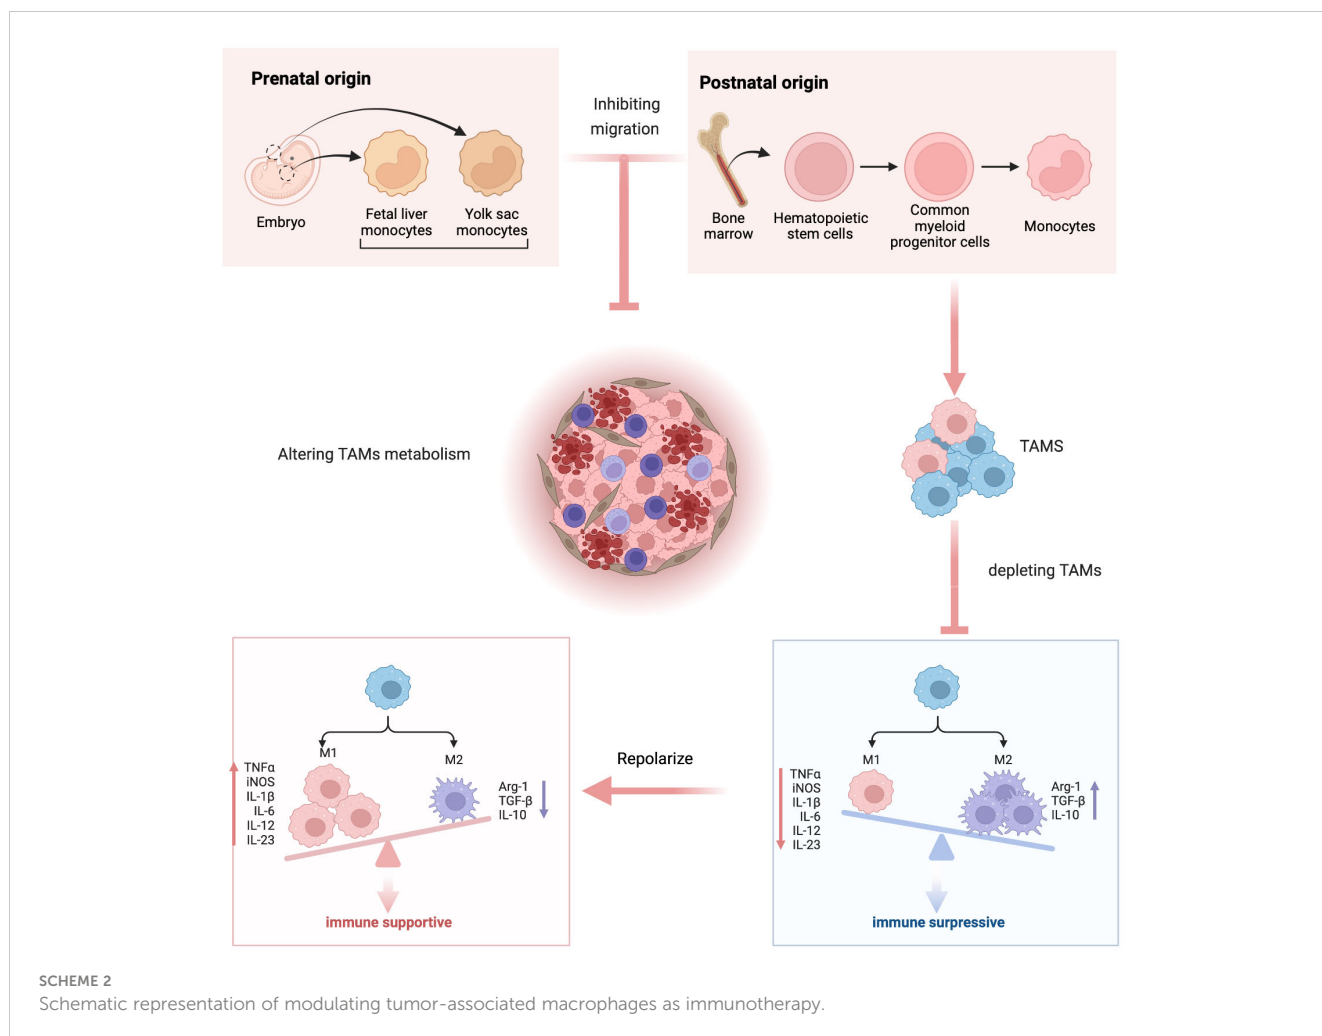 Prenatal origin
Embryo
Fetal liver
monocytes
Yolk sac
monocytes
Inhibiting
migration
Postnatal origin
Bone
marrow
Hematopoietic
stem cells
Common
myeloid
progenitor cells
Monocytes
Altering TAMs metabolism
TAMS
depleting TAMs
M1
M2
TNFα
iNOS
IL-1β
IL-6
IL-12
IL-23
Arg-1
TGF-β
IL-10
immune supportive
Repolarize
M1
M2
TNFα
iNOS
IL-1β
IL-6
IL-12
IL-23
Arg-1
TGF-β
IL-10
immune surpressive
SCHEME 2
Schematic representation of modulating tumor-associated macrophages as immunotherapy.